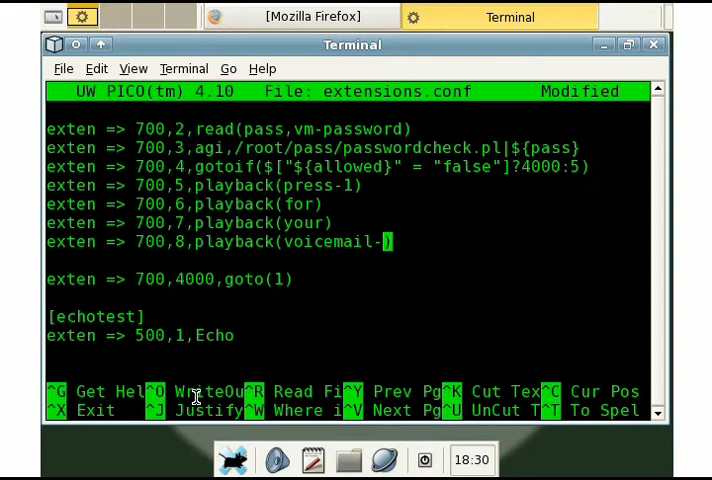 [Mozilla Firefox]
Terminal
Terminal
File Edit View Terminal Go Help
UW PICO(tm) 4.10 File: extensions.conf Modified
exten => 700,2,read(pass,vm-password)
exten => 700,3,agi,/root/pass/passwordcheck.pl|${pass}
exten => 700,4,gotoif($["${allowed}" = "false"]?4000:5)
exten => 700,5,playback(press-1)
exten => 700,6,playback(for)
exten => 700,7,playback(your)
exten => 700,8,playback(voicemail-)
exten => 700,4000,goto(1)
[echotest]
exten => 500,1,Echo
^G Get Hel^O WriteOu^R Read Fi^Y Prev Pg^K Cut Tex^C Cur Pos
^X Exit ^J Justify^W Where i^V Next Pg^U UnCut T^T To Spel
18:30